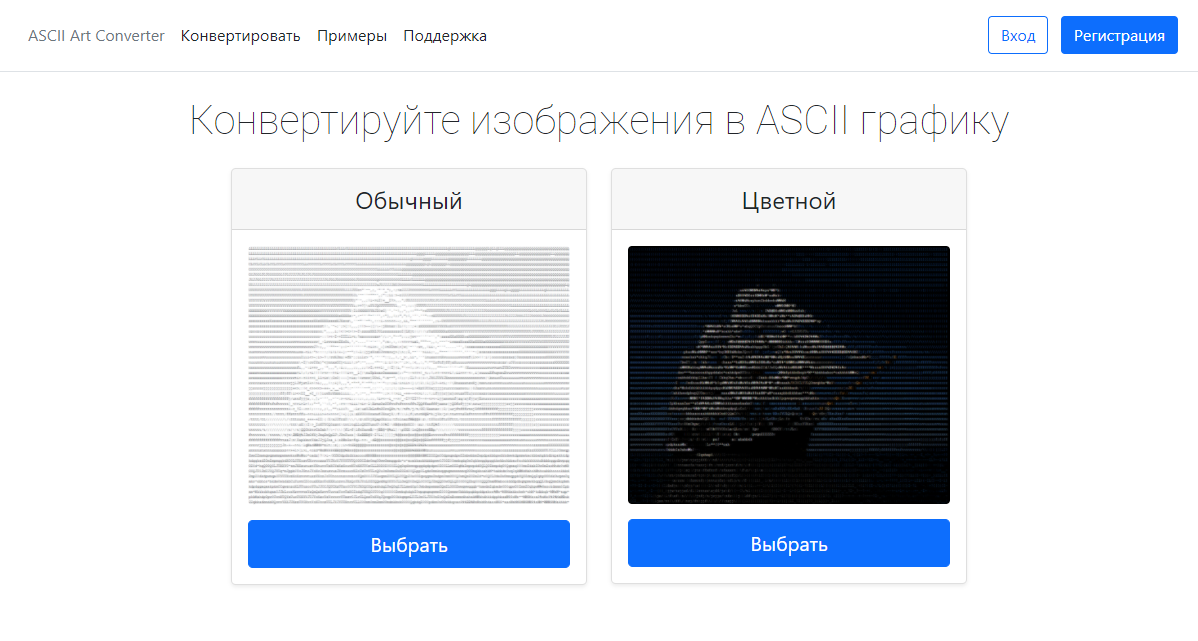 ASCII Art Converter Конвертировать Примеры Поддержка Вход Регистрация
Конвертируйте изображения в ASCII графику
Обычный
Цветной
Выбрать
Выбрать